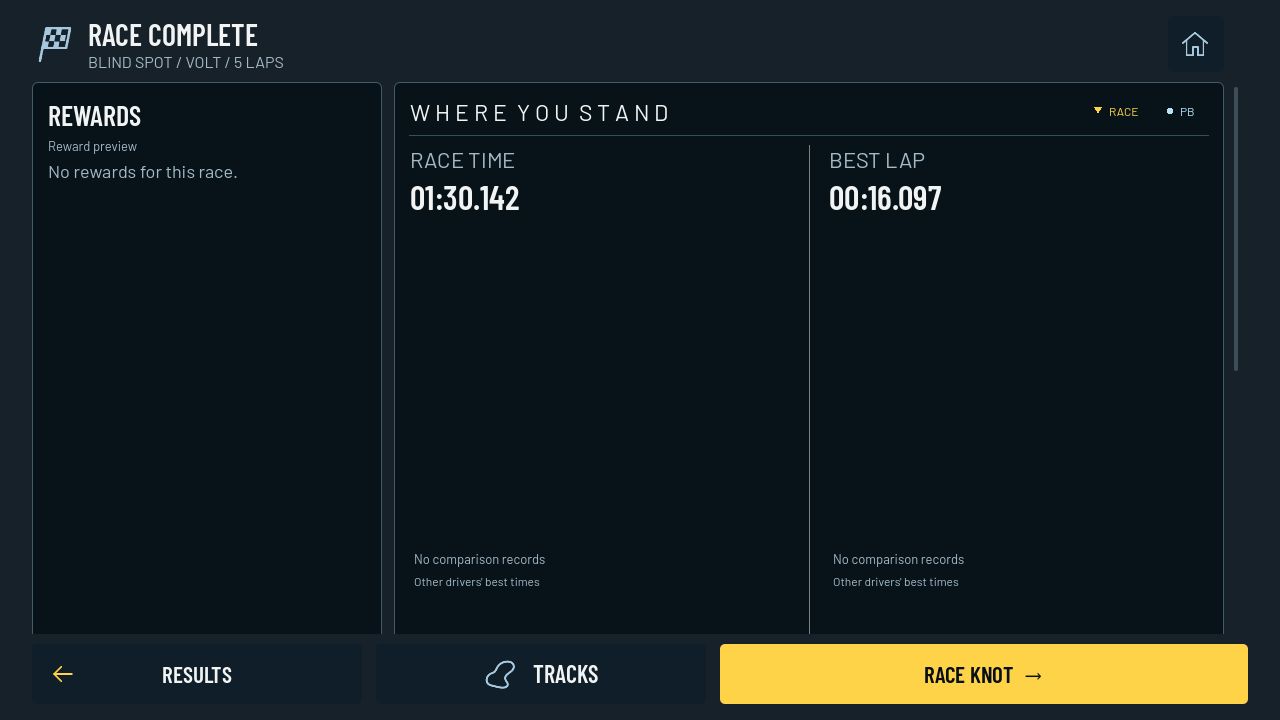 RACE COMPLETE
BLIND SPOT / VOLT / 5 LAPS
REWARDS
Reward preview
No rewards for this race.
WHERE YOU STAND
RACE
PB
RACE TIME
01:30.142
BEST LAP
00:16.097
No comparison records
Other drivers' best times
No comparison records
Other drivers' best times
← RESULTS
TRACKS
RACE KNOT →